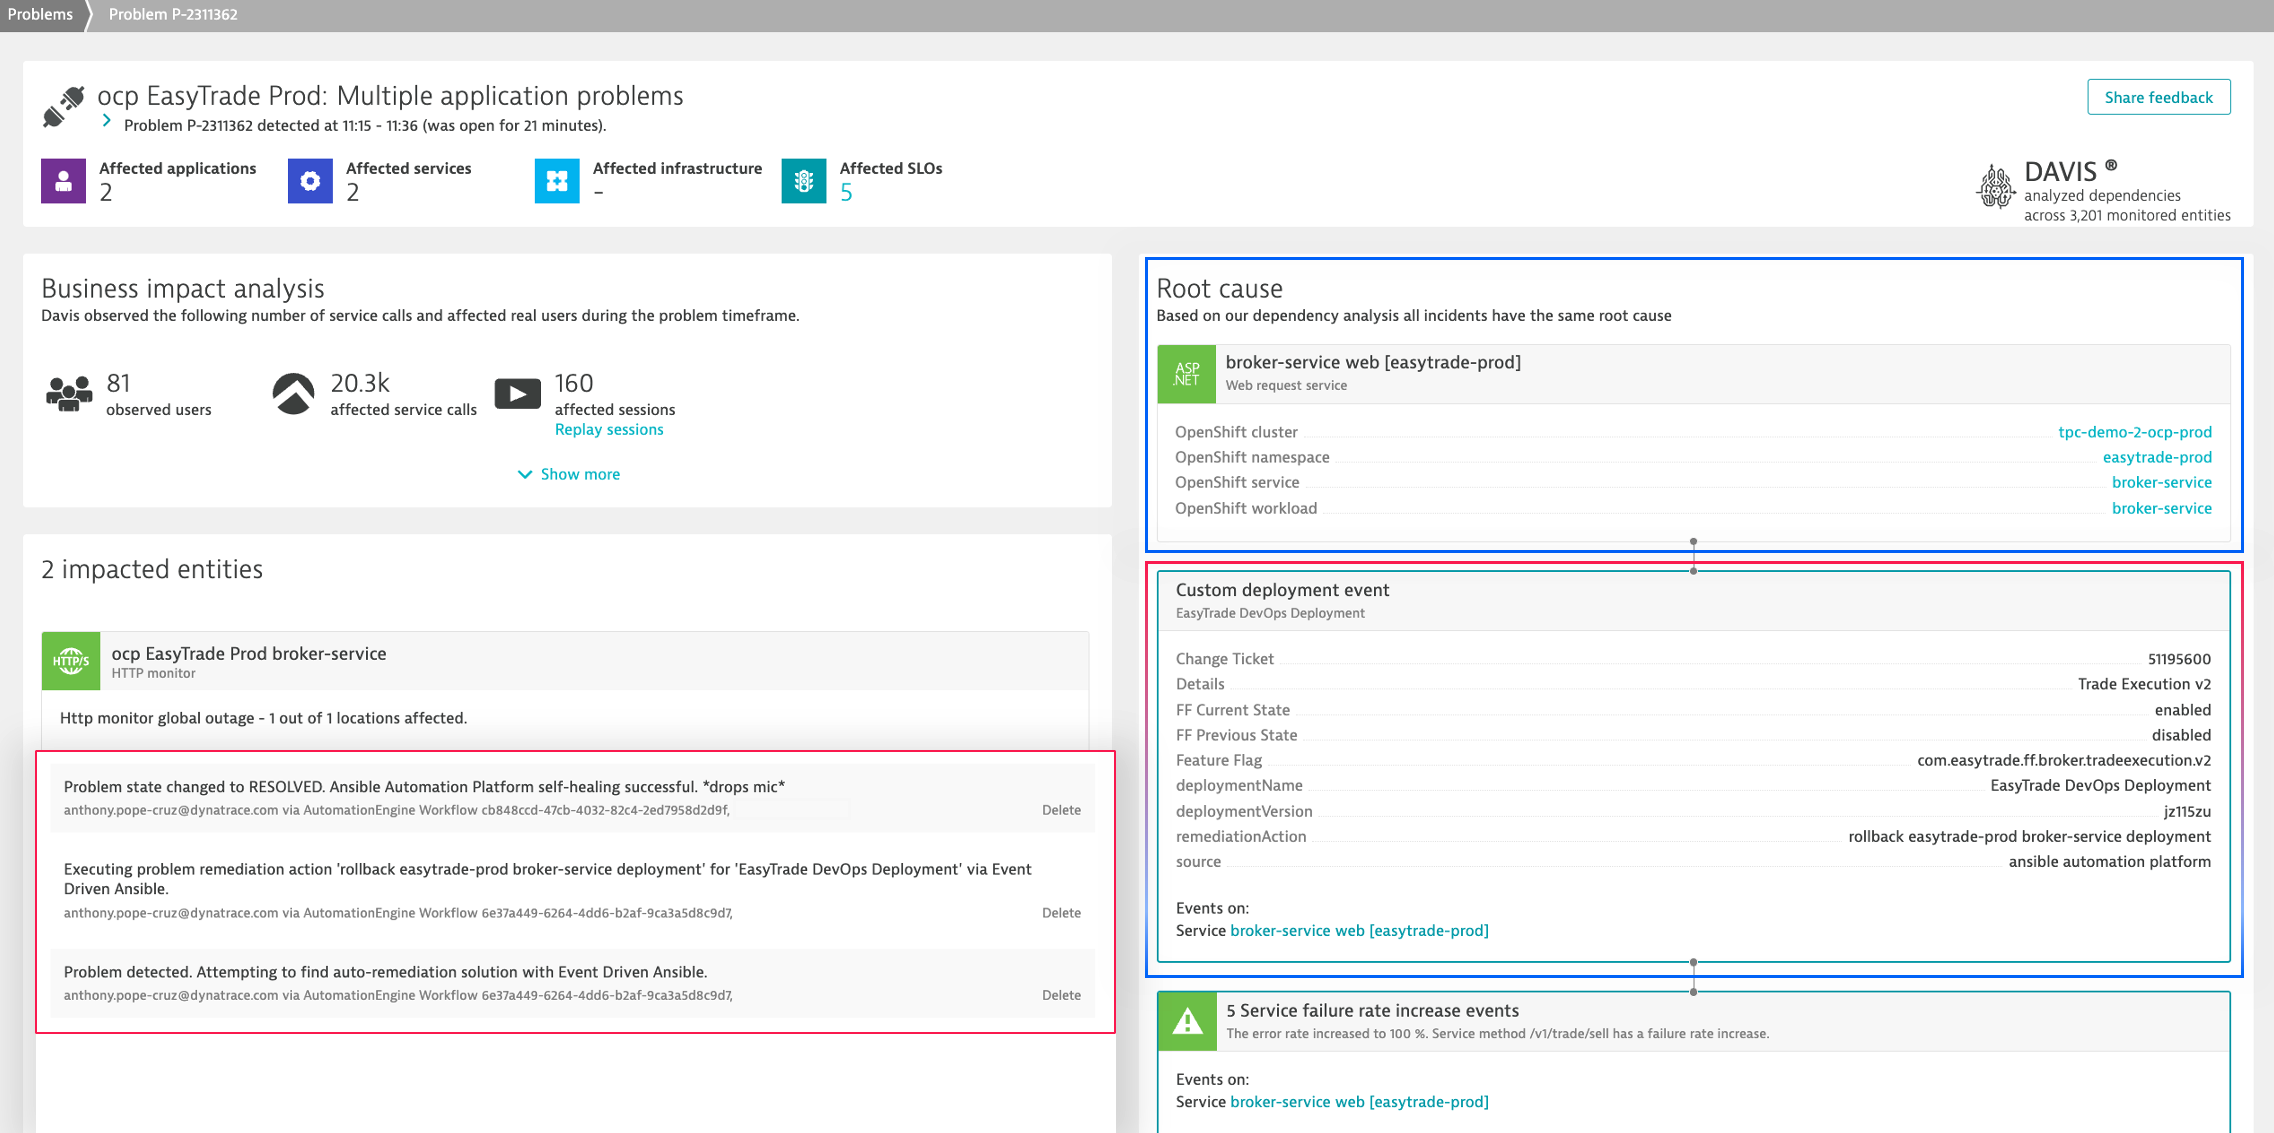 Problems
Problem P-2311362
ocp EasyTrade Prod: Multiple application problems
Problem P-2311362 detected at 11:15 - 11:36 (was open for 21 minutes).
Share feedback
Affected applications
2
Affected services
2
Affected infrastructure
-
Affected SLOs
5
DAVIS ®
analyzed dependencies
across 3,201 monitored entities
Business impact analysis
Davis observed the following number of service calls and affected real users during the problem timeframe.
81
observed users
20.3k
affected service calls
160
affected sessions
Replay sessions
Show more
2 impacted entities
HTTP/S
ocp EasyTrade Prod broker-service
HTTP monitor
Http monitor global outage - 1 out of 1 locations affected.
Problem state changed to RESOLVED. Ansible Automation Platform self-healing successful. *drops mic*
anthony.pope-cruz@dynatrace.com via AutomationEngine Workflow cb848ccd-47cb-4032-82c4-2ed7958d2d9f,
Delete
Executing problem remediation action 'rollback easytrade-prod broker-service deployment' for 'EasyTrade DevOps Deployment' via Event
Driven Ansible.
anthony.pope-cruz@dynatrace.com via AutomationEngine Workflow 6e37a449-6264-4dd6-b2af-9ca3a5d8c9d7,
Delete
Problem detected. Attempting to find auto-remediation solution with Event Driven Ansible.
anthony.pope-cruz@dynatrace.com via AutomationEngine Workflow 6e37a449-6264-4dd6-b2af-9ca3a5d8c9d7,
Delete
Root cause
Based on our dependency analysis all incidents have the same root cause
ASP
.NET
broker-service web [easytrade-prod]
Web request service
OpenShift cluster tpc-demo-2-ocp-prod
OpenShift namespace easytrade-prod
OpenShift service broker-service
OpenShift workload broker-service
Custom deployment event
EasyTrade DevOps Deployment
Change Ticket 51195600
Details Trade Execution v2
FF Current State enabled
FF Previous State disabled
Feature Flag com.easytrade.ff.broker.tradeexecution.v2
deploymentName EasyTrade DevOps Deployment
deploymentVersion jz115zu
remediationAction rollback easytrade-prod broker-service deployment
source ansible automation platform
Events on:
Service broker-service web [easytrade-prod]
5 Service failure rate increase events
The error rate increased to 100 %. Service method /v1/trade/sell has a failure rate increase.
Events on:
Service broker-service web [easytrade-prod]